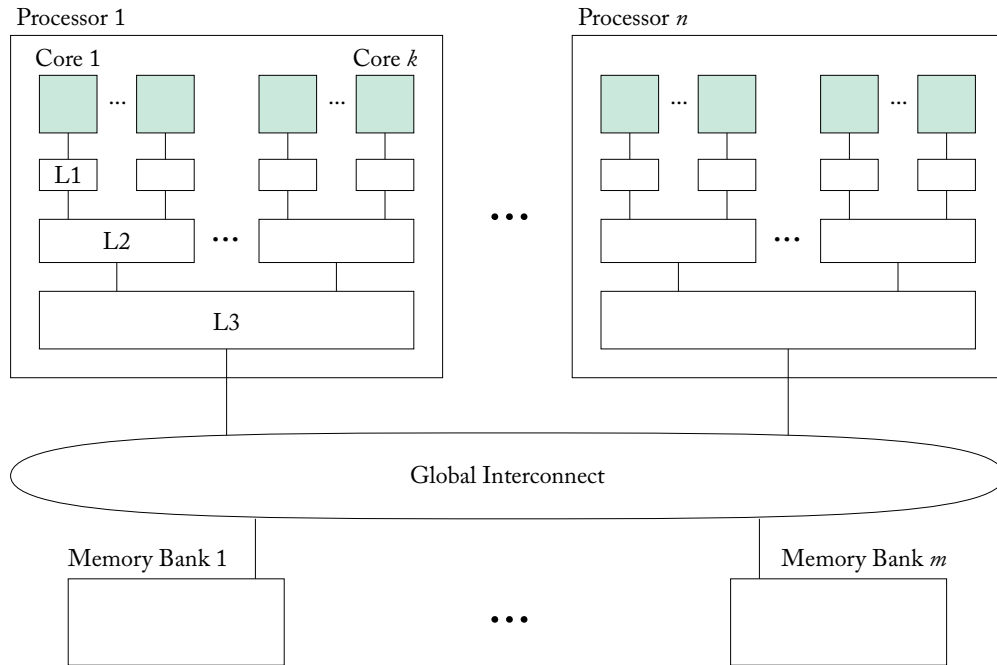 Processor 1
Processor n
Core 1
...
Core k
...
...
...
L1
L2
...
...
...
L3
Global Interconnect
Memory Bank 1
Memory Bank m
...